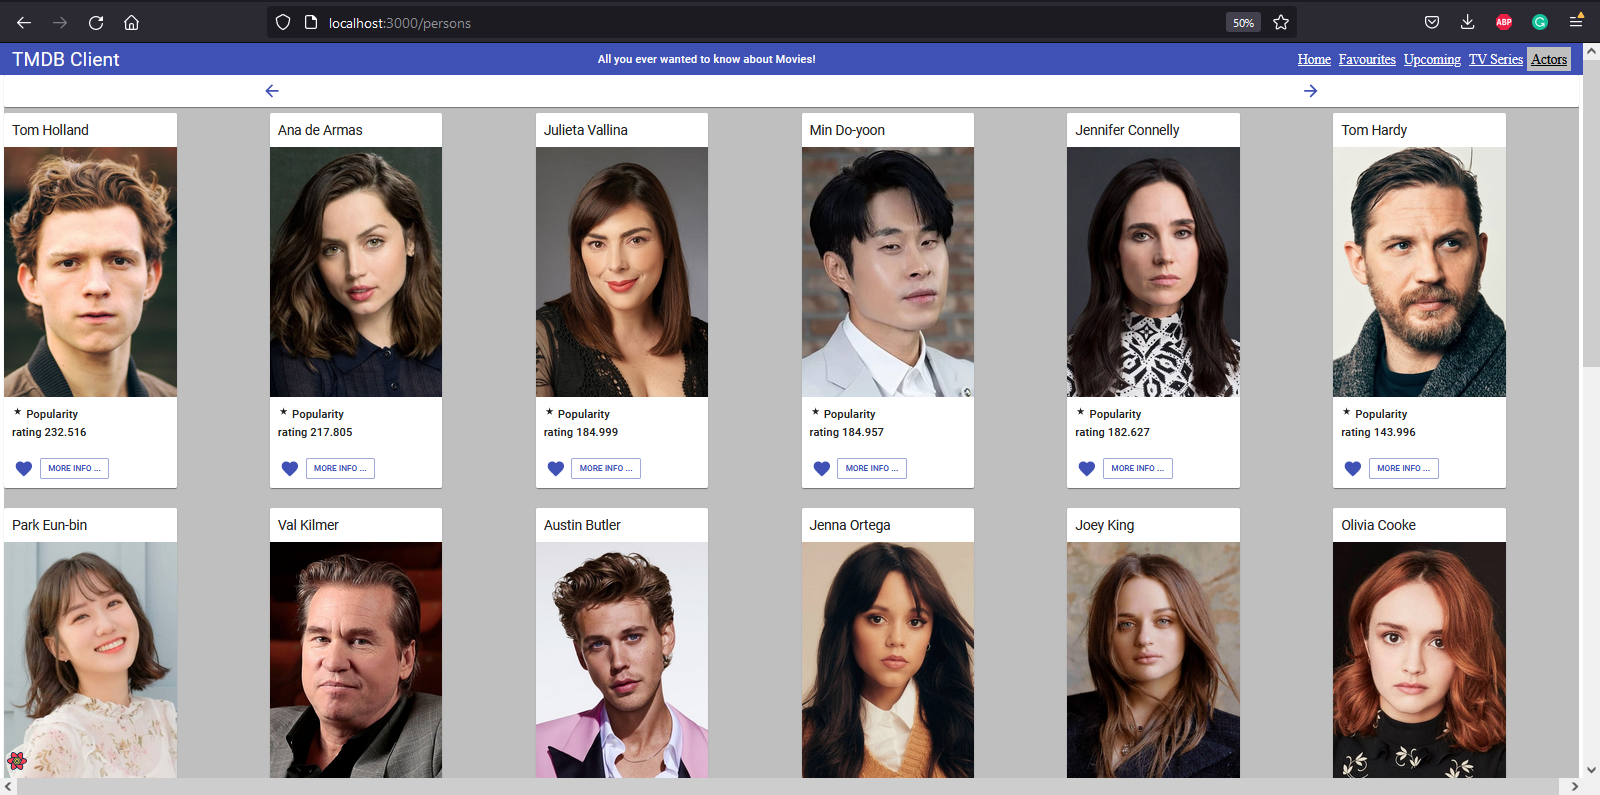 localhost:3000/persons
50%
ABP
TMDB Client
All you ever wanted to know about Movies!
Home Favourites Upcoming TV Series Actors
Tom Holland
Ana de Armas
Julieta Vallina
Min Do-yoon
Jennifer Connelly
Tom Hardy
★ Popularity
rating 232.516
MORE INFO ...
★ Popularity
rating 217.805
MORE INFO ...
★ Popularity
rating 184.999
MORE INFO ...
★ Popularity
rating 184.957
MORE INFO ...
★ Popularity
rating 182.627
MORE INFO ...
★ Popularity
rating 143.996
MORE INFO ...
Park Eun-bin
Val Kilmer
Austin Butler
Jenna Ortega
Joey King
Olivia Cooke